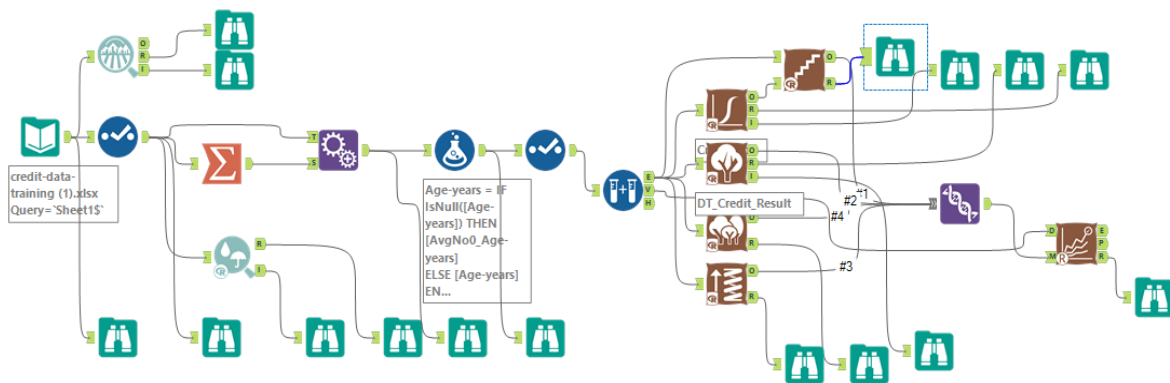 O
R
I
credit-data-
training (1).xlsx
Query=`Sheet1$`
T
S
R
I
Age-years = IF
IsNull([Age-
years]) THEN
[AvgNo0_Age-
years]
ELSE [Age-years]
EN...
E
V
H
O
R
O
R
I
R
C
O
R
I
R
DT_Credit_Result
O
R
R
O
R
R
#1
#2
#4
#3
D
M
E
P
R
R